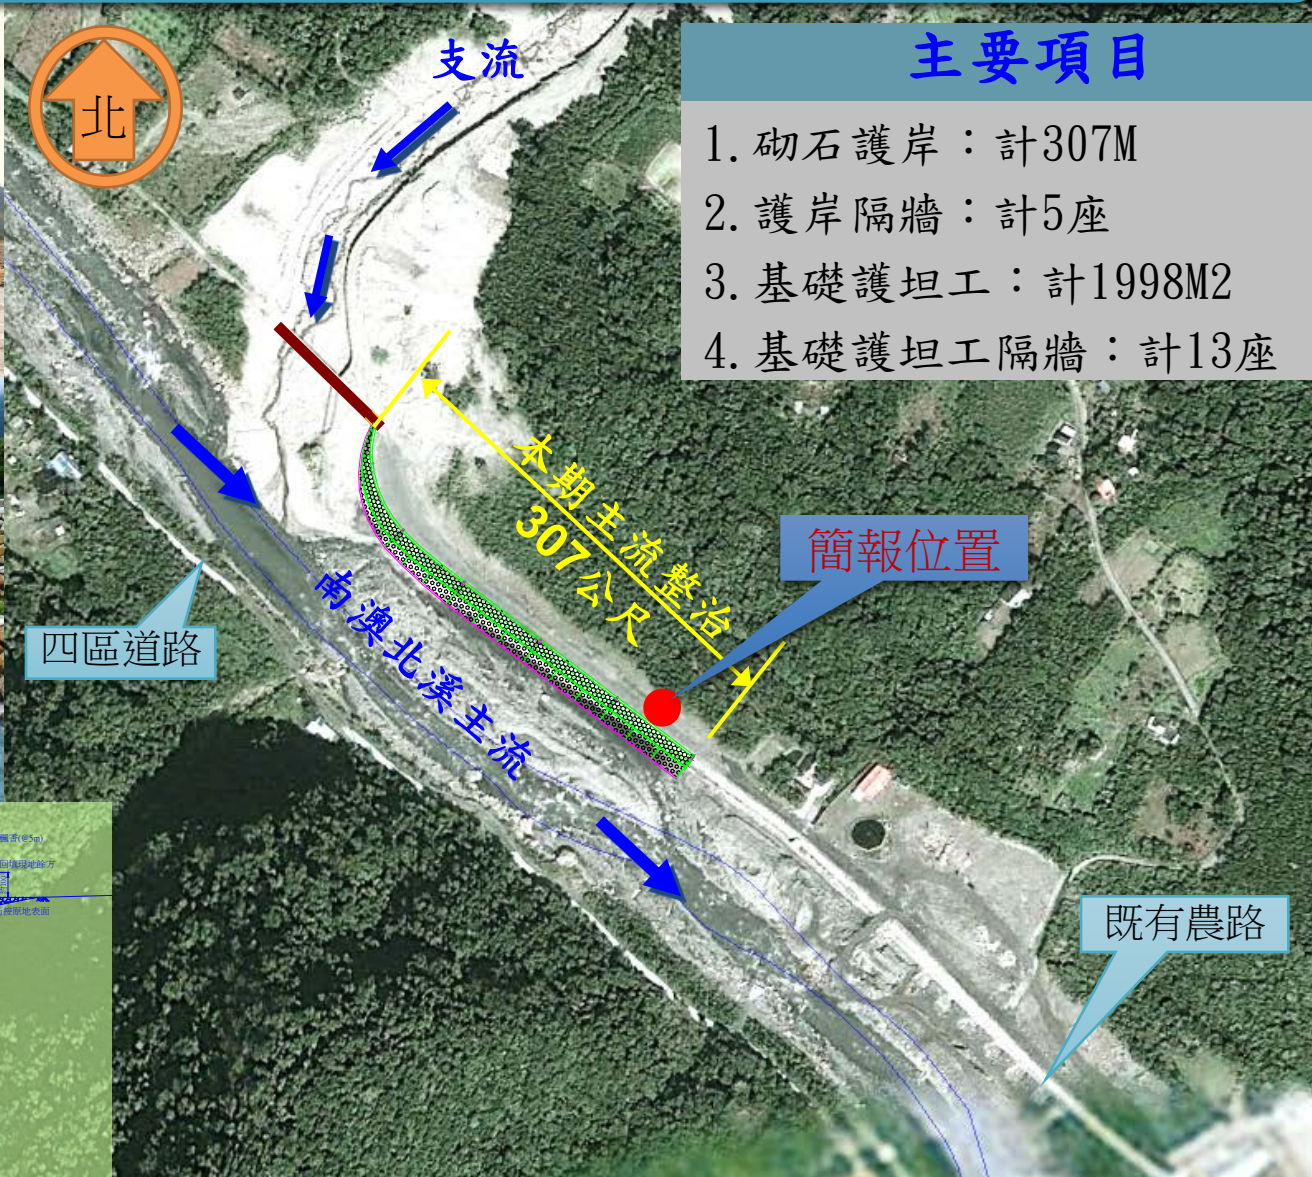 主要項目
支流
北
1.砌石護岸：計307M
2.護岸隔牆：計5座
3.基礎護坦工：計1998M2
4.基礎護坦工隔牆：計13座
本期主流整治
307公尺
簡報位置
四區道路
南澳北溪主流
既有農路